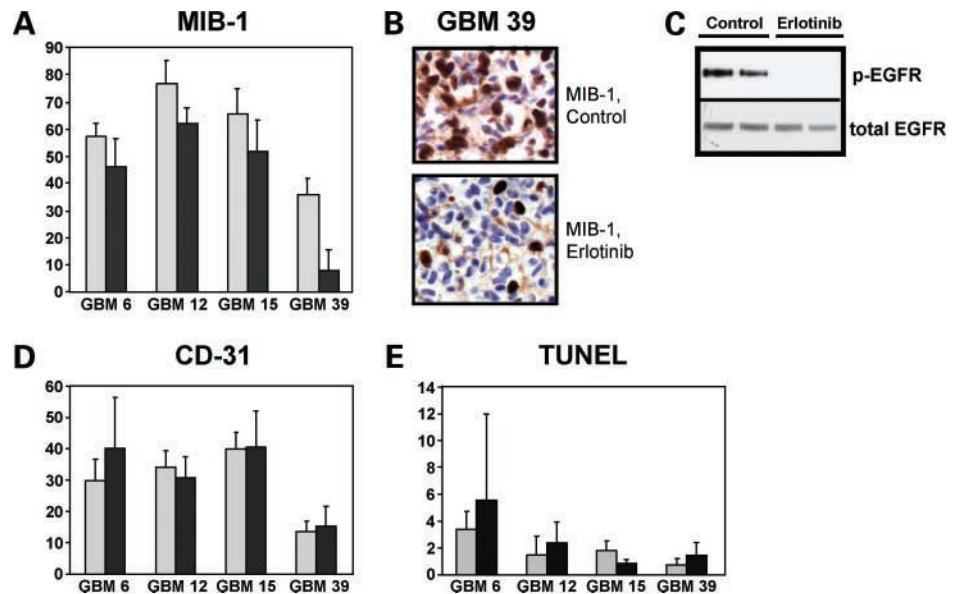 A
MIB-1
90
80
70
60
50
40
30
20
10
0
GBM 6
GBM 12
GBM 15
GBM 39
B
GBM 39
MIB-1,
Control
MIB-1,
Erlotinib
C
Control
Erlotinib
p-EGFR
total EGFR
D
CD-31
60
50
40
30
20
10
0
GBM 6
GBM 12
GBM 15
GBM 39
E
TUNEL
14
12
10
8
6
4
2
0
GBM 6
GBM 12
GBM 15
GBM 39